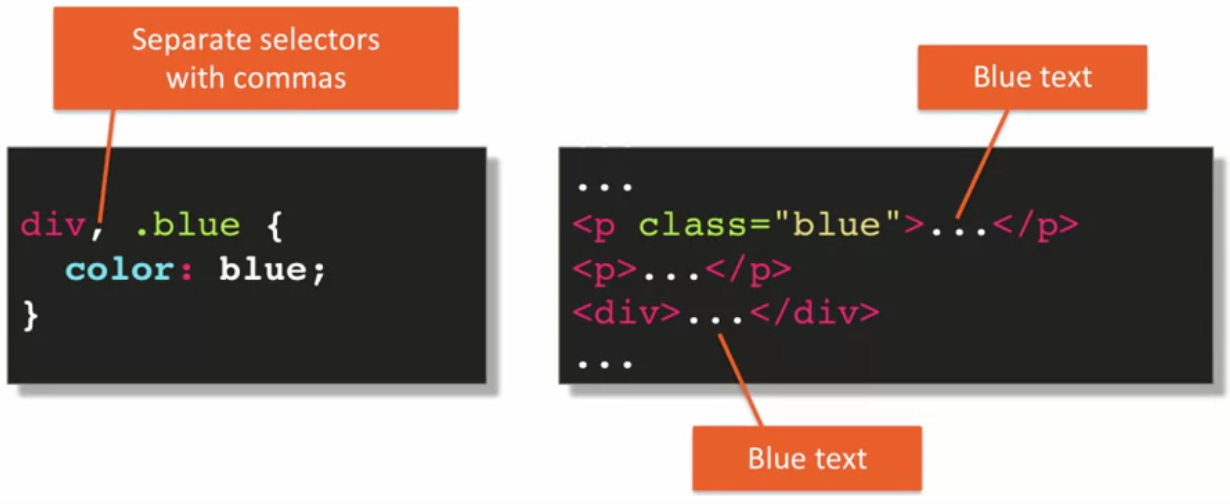 Separate selectors
with commas
Blue text
div, .blue {
  color: blue;
}
...
<p class="blue">...</p>
<p>...</p>
<div>...</div>
...
Blue text